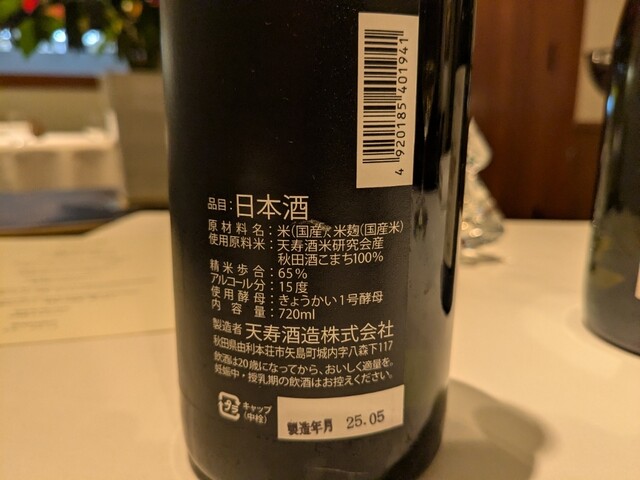 4 920185 401941
品目:日本酒
原材料名:米(国産)、米麹(国産米)
使用原料米:天寿酒米研究会産
秋田酒こまち100%
精米歩合:65%
アルコール分:15度
使用酵母:きょうかい1号酵母
内容量:720ml
製造者 天寿酒造株式会社
秋田県由利本荘市矢島町城内字八森下117
飲酒は20歳になってから。おいしく適量を。
妊娠中・授乳期の飲酒はお控えください。
プラ
キャップ
(中栓)
製造年月 25.05